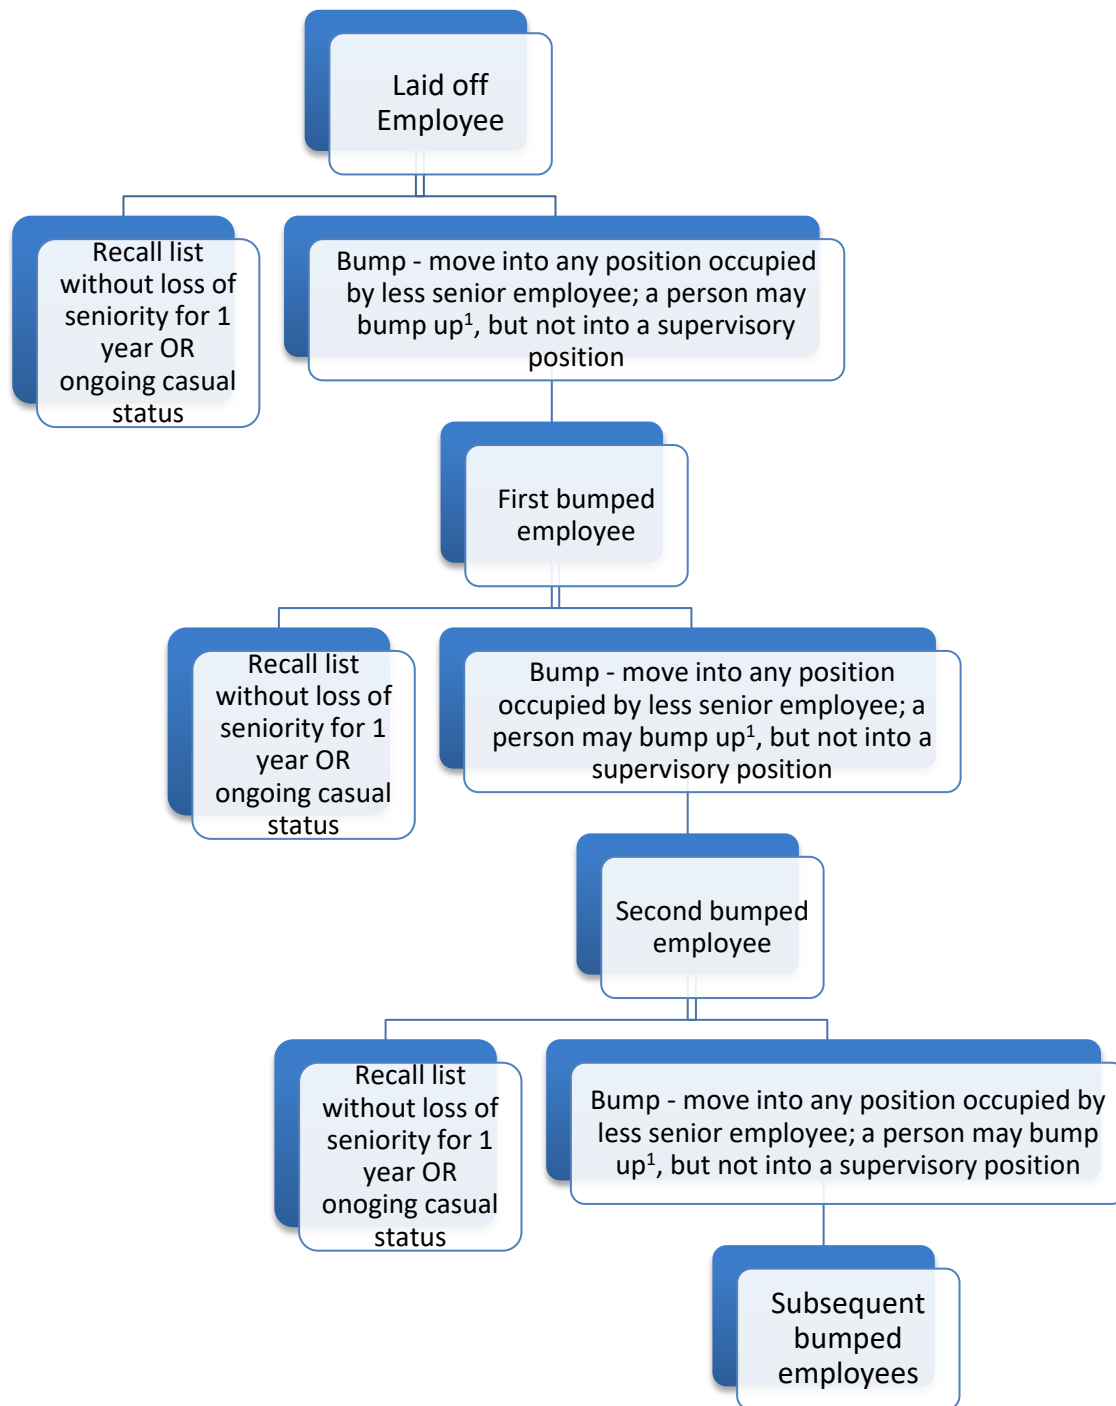 Laid off
Employee
Recall list
without loss of
seniority for 1
year OR
ongoing casual
status
Bump - move into any position occupied
by less senior employee; a person may
bump up¹, but not into a supervisory
position
First bumped
employee
Recall list
without loss of
seniority for 1
year OR
ongoing casual
status
Bump - move into any position
occupied by less senior employee; a
person may bump up¹, but not into a
supervisory position
Second bumped
employee
Recall list
without loss of
seniority for 1
year OR
onoging casual
status
Bump - move into any position occupied by
less senior employee; a person may bump
up¹, but not into a supervisory position
Subsequent
bumped
employees